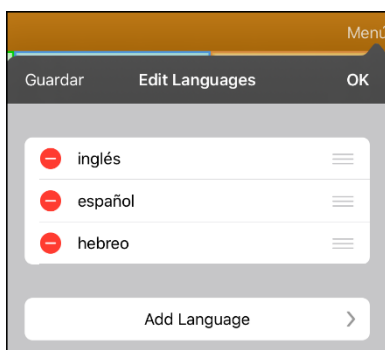 Menú
Guardar Edit Languages OK
inglés
español
hebreo
Add Language